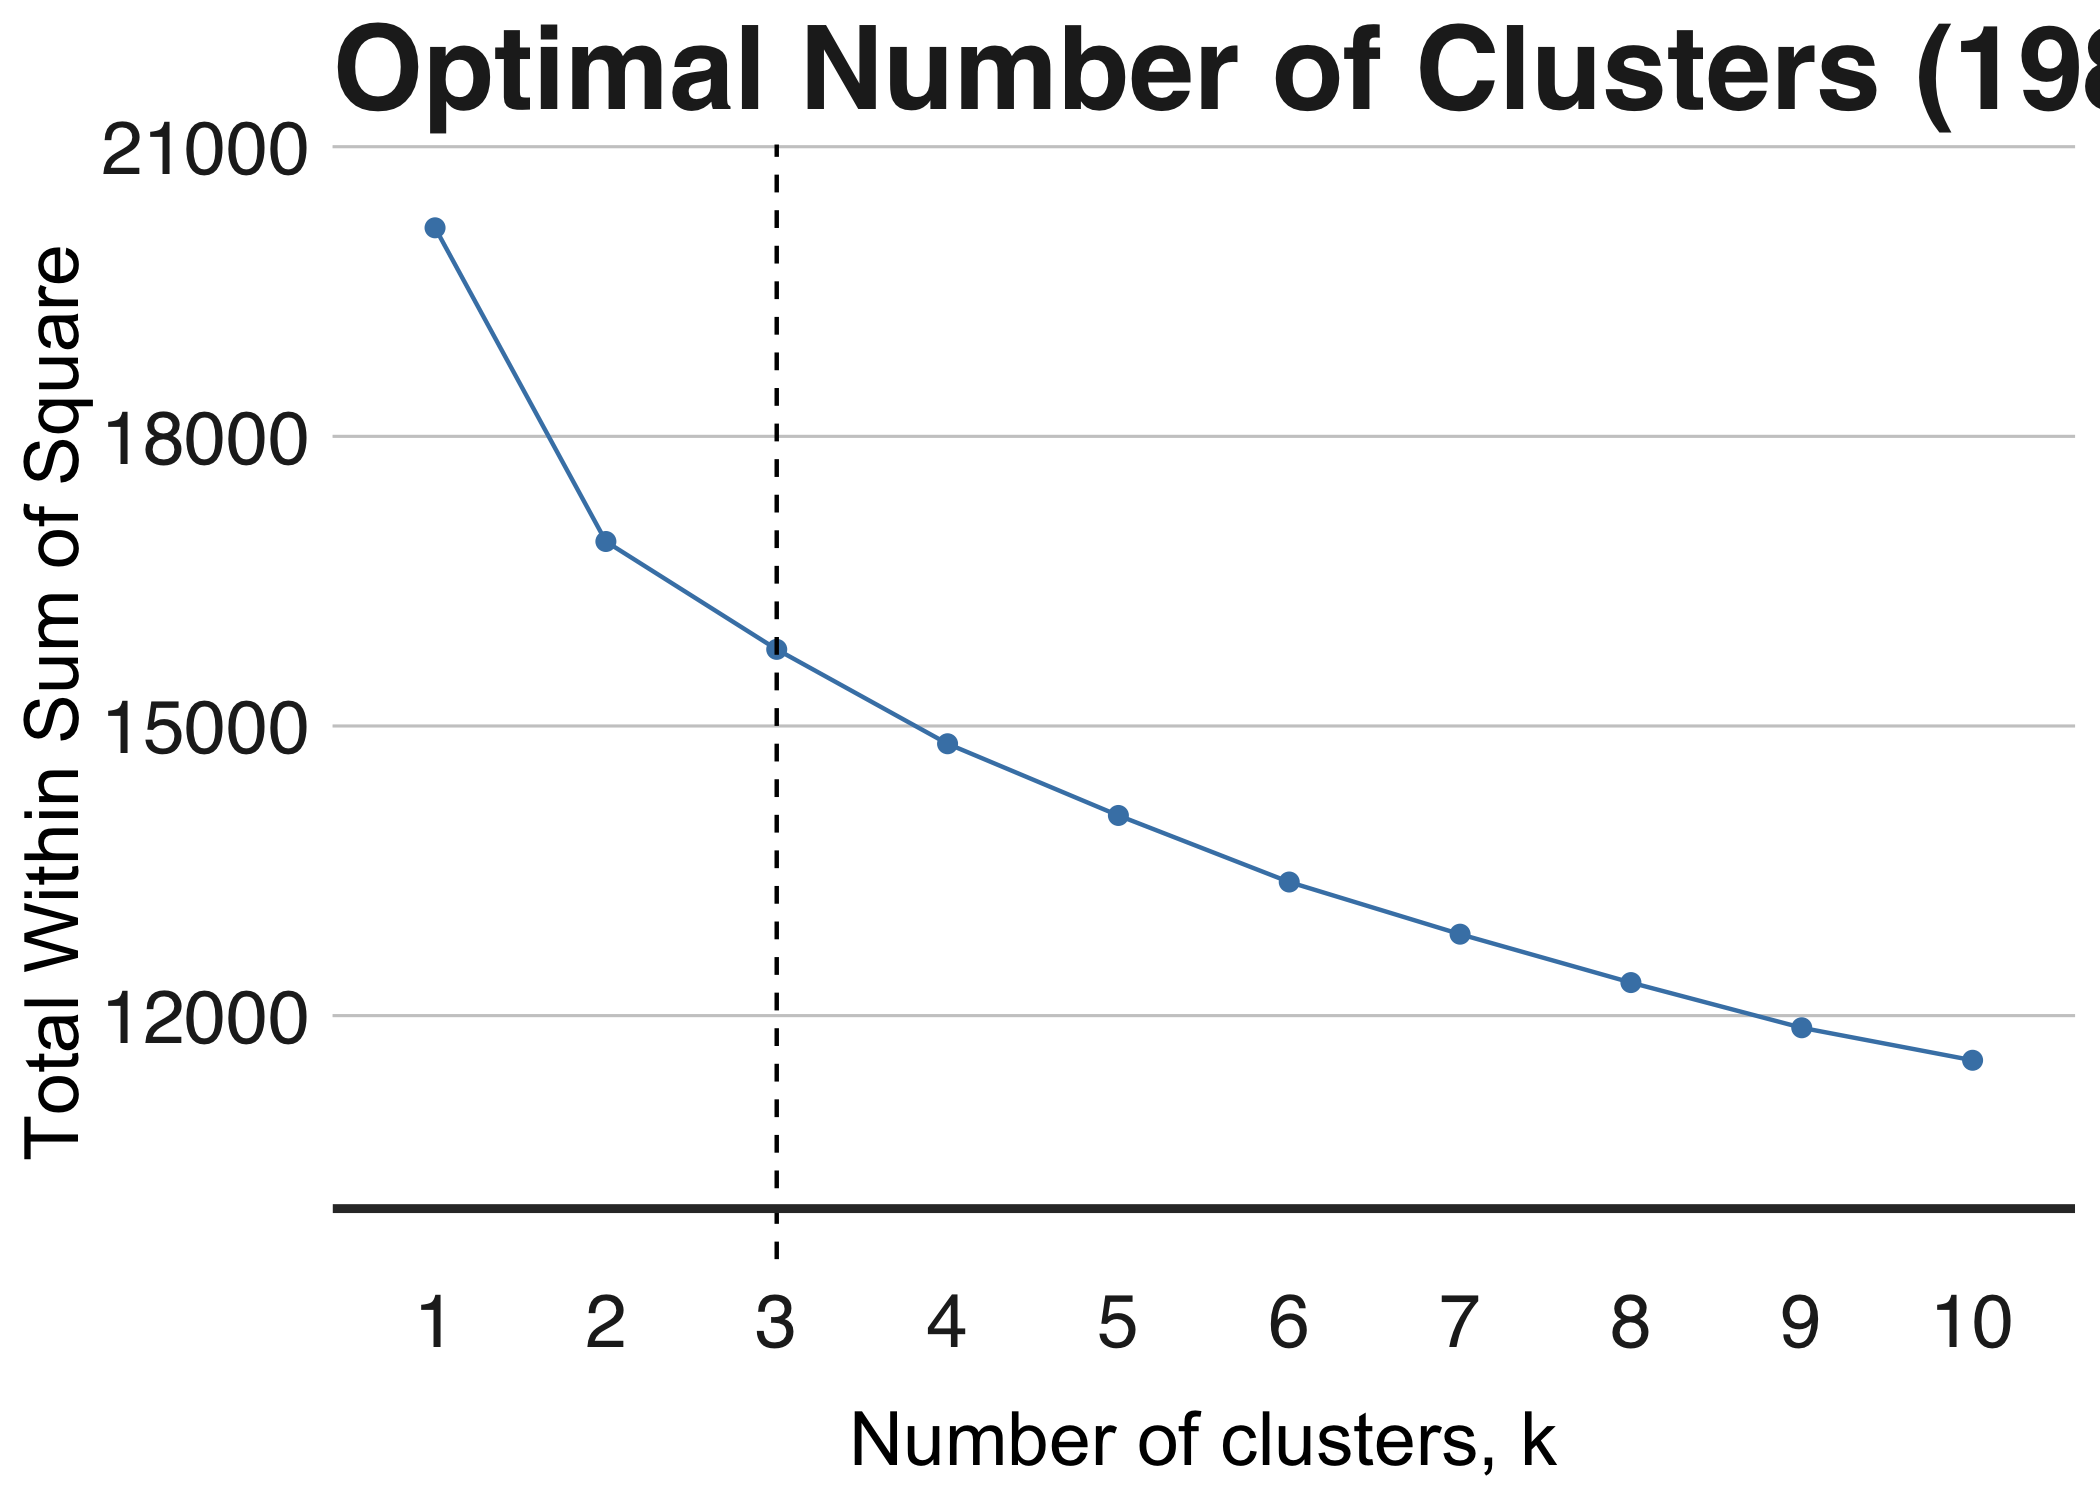 Optimal Number of Clusters (198
21000
18000
15000
12000
Total Within Sum of Square
1 2 3 4 5 6 7 8 9 10
Number of clusters, k